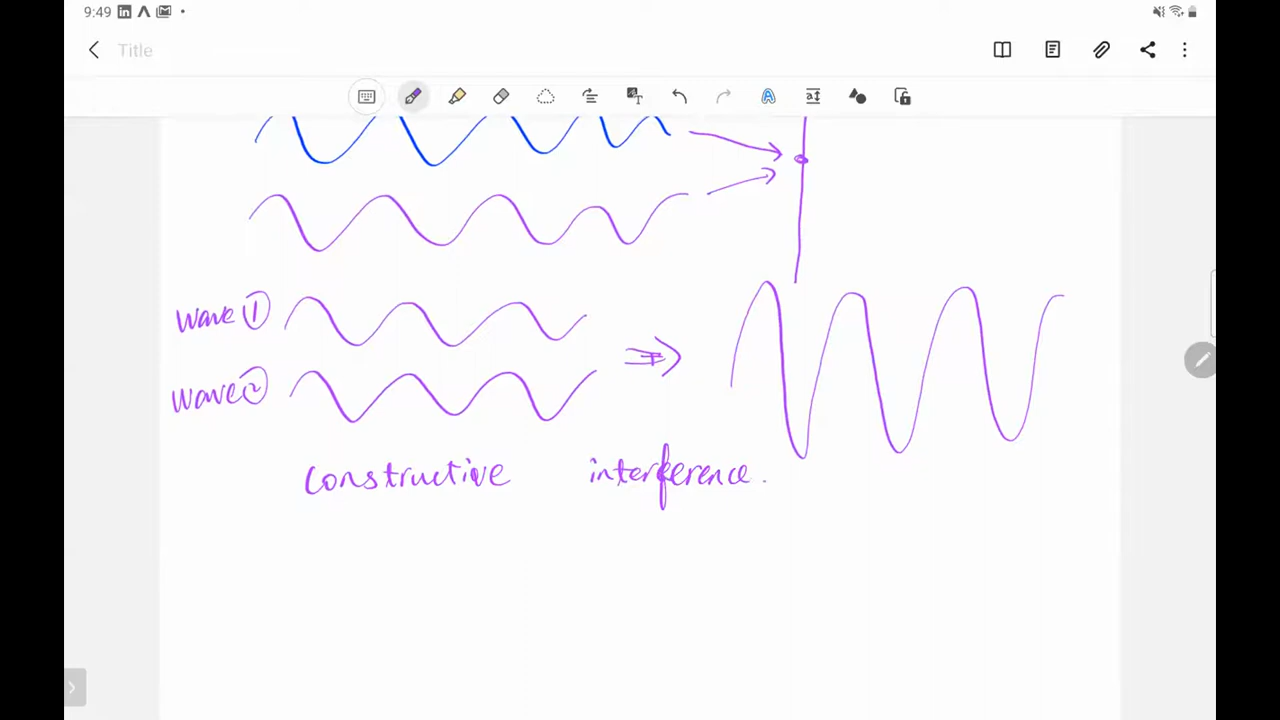 9:49
Title
wave ①
wave ②
constructive interference.